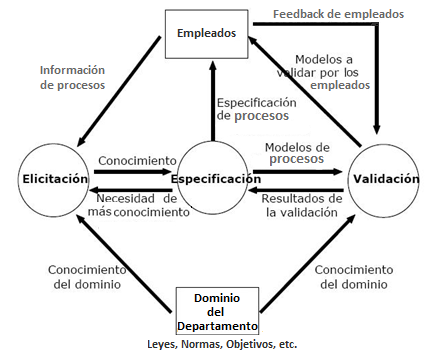 Feedback de empleados
Empleados
Información
de procesos
Modelos a
validar por los
empleados
Especificación
de procesos
Conocimiento
Modelos de
procesos
Elicitación
Especificación
Validación
Necesidad de
más conocimiento
Resultados de
la validación
Conocimiento
del dominio
Conocimiento
del dominio
Dominio
del
Departamento
Leyes, Normas, Objetivos, etc.